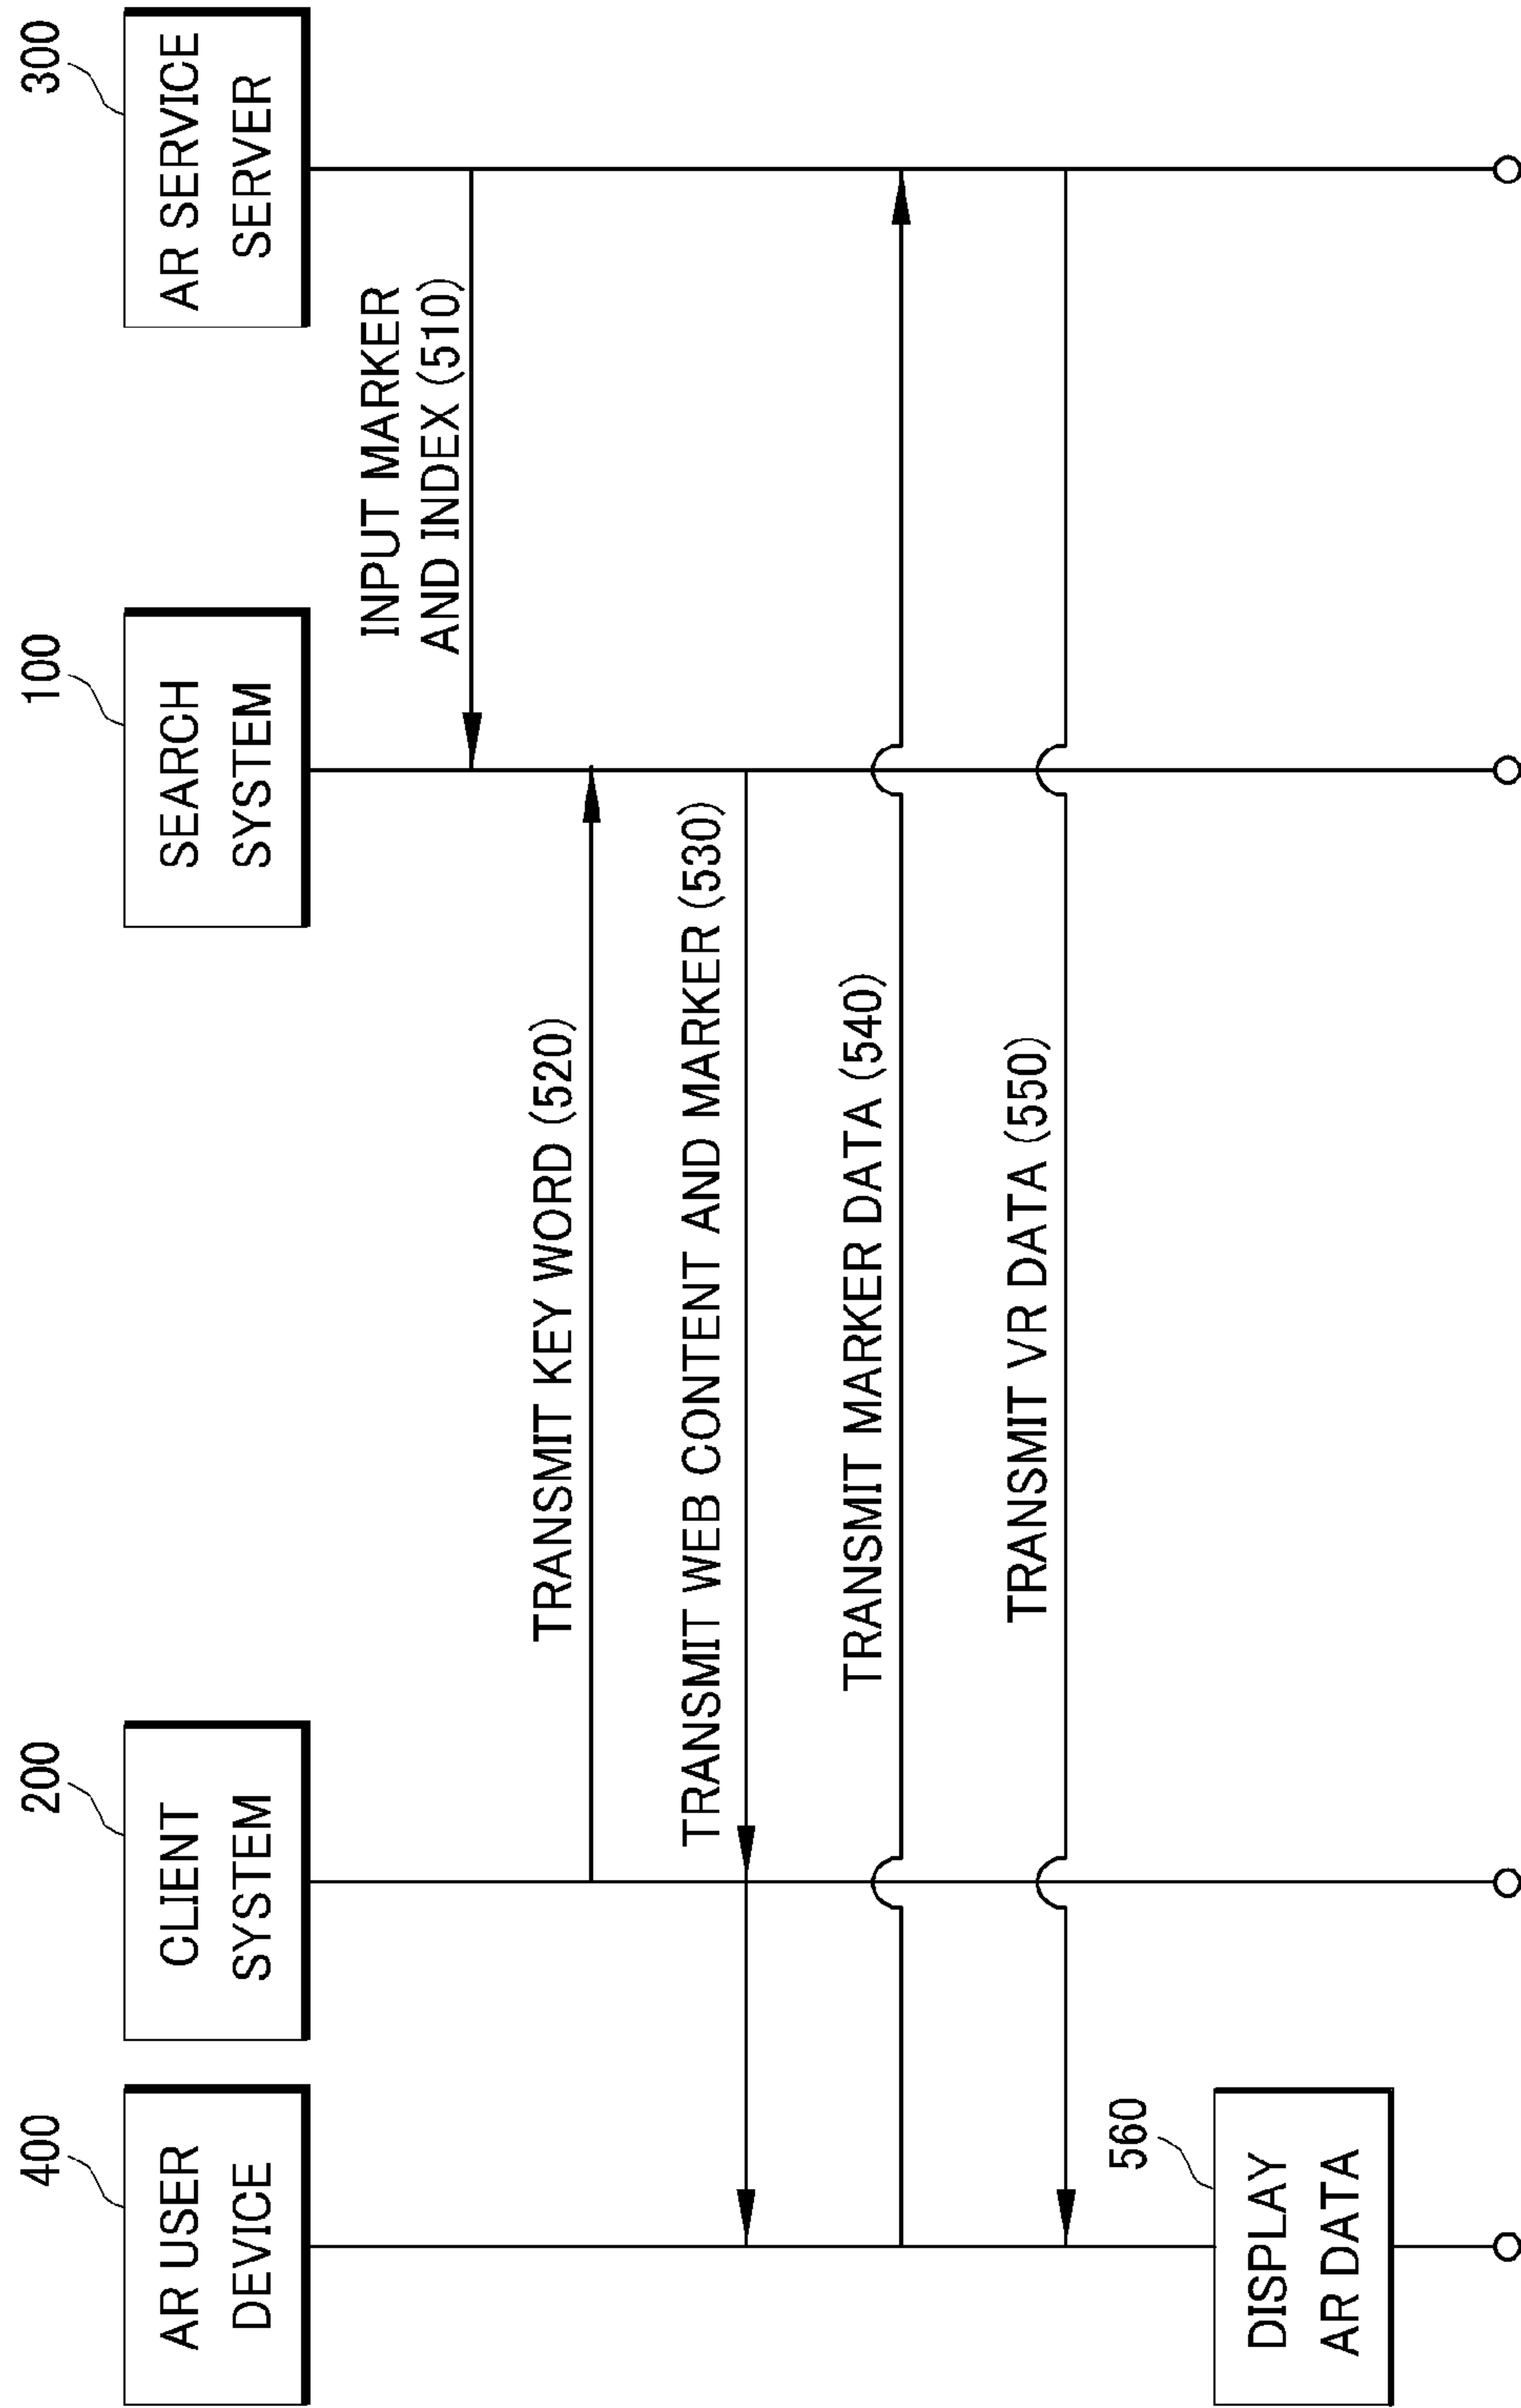 400
200
100
300
AR USER
DEVICE
CLIENT
SYSTEM
SEARCH
SYSTEM
AR SERVICE
SERVER
INPUT MARKER
AND INDEX (510)
TRANSMIT KEY WORD (520)
TRANSMIT WEB CONTENT AND MARKER (530)
TRANSMIT MARKER DATA (540)
TRANSMIT VR DATA (550)
560
DISPLAY
AR DATA